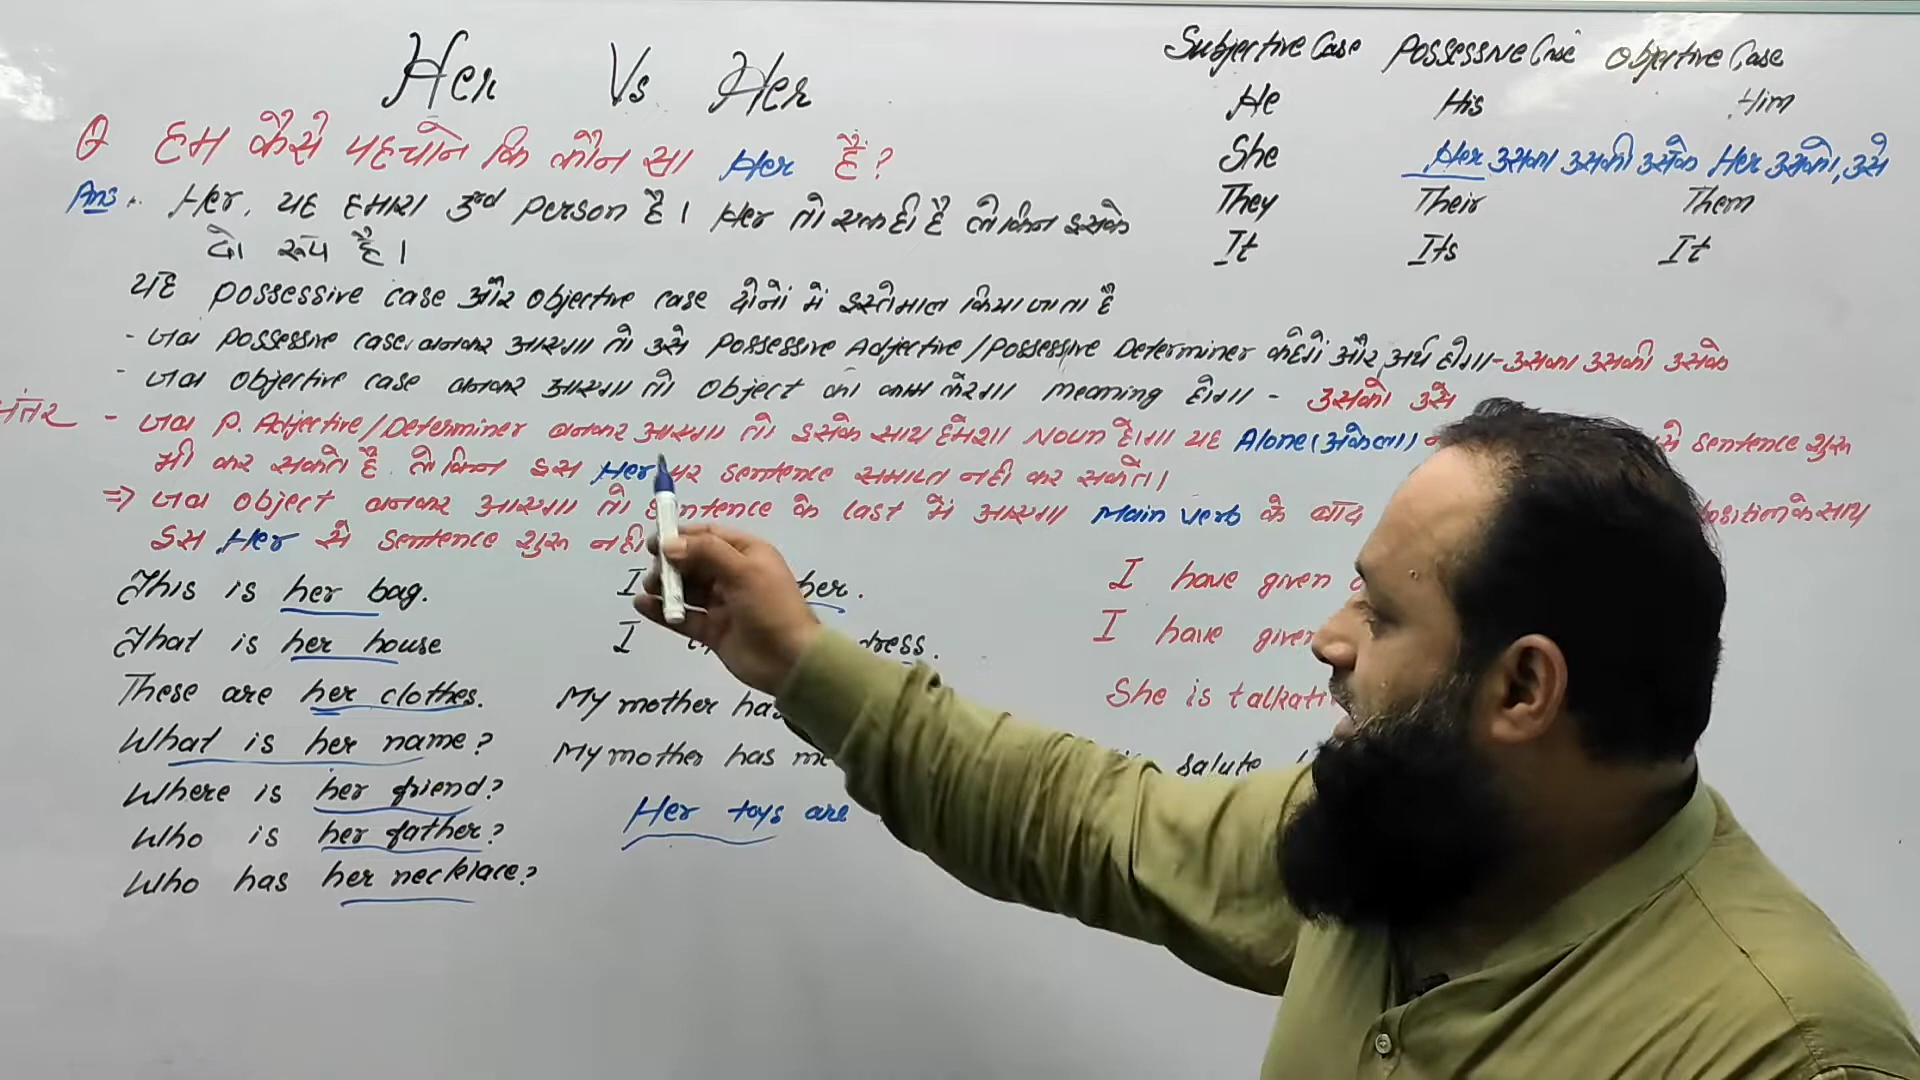 Her Vs Her
Q हम कैसे पहचाने कि कौन सा Her है?
Ans:- Her, यह हमारा 3rd person है। Her तो एक ही है लेकिन इसके
दो रूप है।
यह possessive case और objective case दोनों में इस्तेमाल किया जाता है
- जब possessive case बनकर आएगा तो उसे Possessive Adjective/Possessive Determiner कहेंगे और अर्थ होगा-उसका उसकी उसके
- जब objective case बनकर आएगा तो object का काम करेगा meaning होगा - उसको उसे
अंतर - जब P. Adjective/Determiner बनकर आएगा तो इसके साथ हमेशा Noun होगा यह Alone(अकेला) से sentence शुरू
भी कर सकते है लेकिन इस Her पर sentence समाप्त नही कर सकते।
=> जब object बनकर आएगा तो sentence के last में आएगा Main verb के बाद के साथ
इस Her से sentence शुरू नही
Subjective Case Possessive Case Objective Case
He His Him
She Her उसका उसकी उसके Her उसको, उसे
They Their Them
It Its It
This is her bag.
That is her house
These are her clothes.
What is her name?
Where is her friend?
Who is her father?
Who has her necklace?
I her.
I dress.
My mother has
My mother has
Her toys are
I have given
I have given
She is
salute